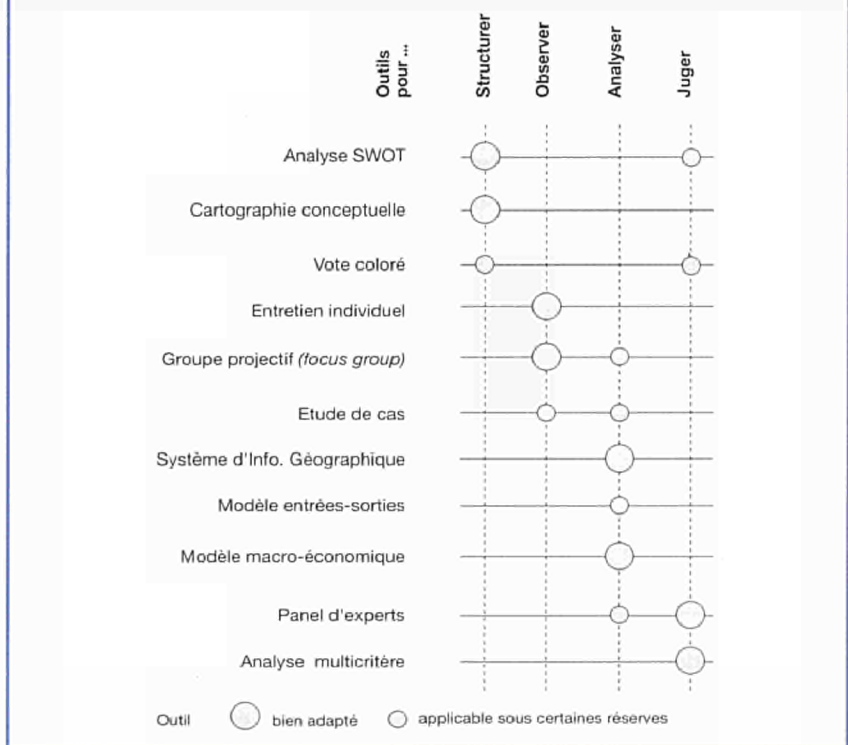 Outils
pour ...
Structurer
Observer
Analyser
Juger
Analyse SWOT
Cartographie conceptuelle
Vote coloré
Entretien individuel
Groupe projectif (focus group)
Etude de cas
Système d'Info. Géographique
Modèle entrées-sorties
Modèle macro-économique
Panel d'experts
Analyse multicritère
Outil bien adapté applicable sous certaines réserves